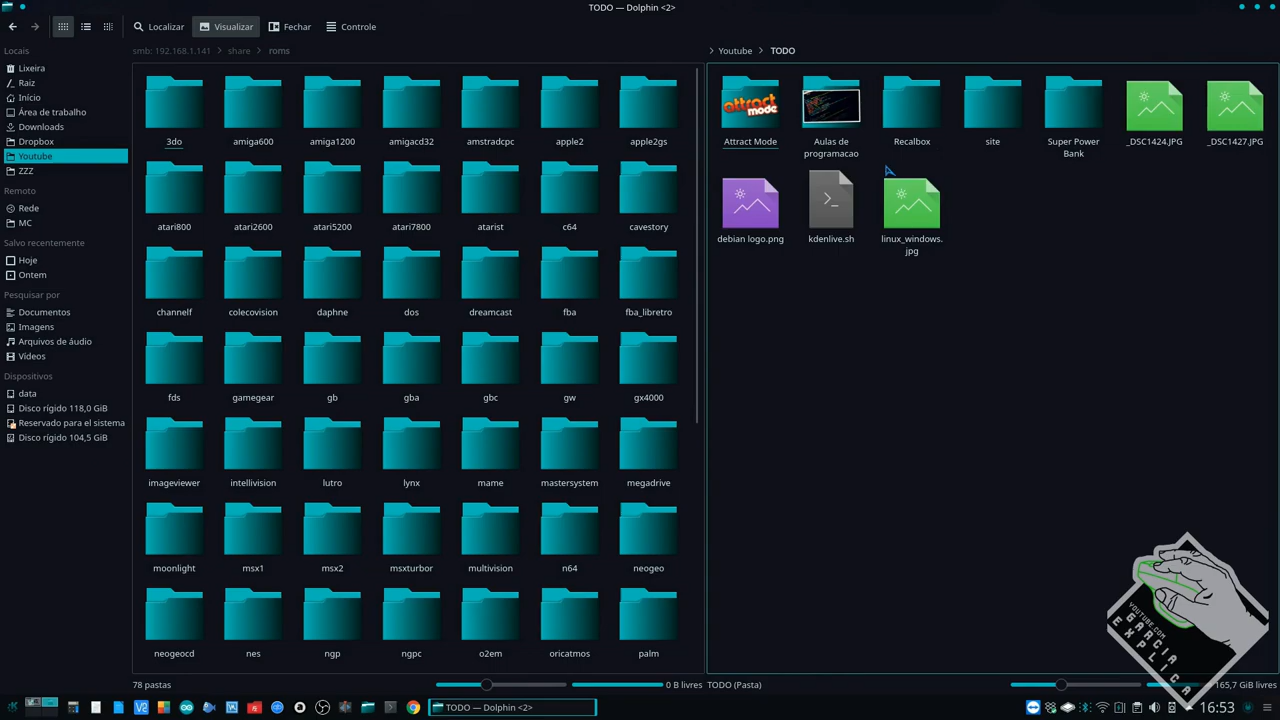 TODO — Dolphin <2>
Localizar
Visualizar
Fechar
Controle
Locais
Lixeira
Raiz
Início
Área de trabalho
Downloads
Dropbox
Youtube
ZZZ
Remoto
Rede
MC
Salvo recentemente
Hoje
Ontem
Pesquisar por
Documentos
Imagens
Arquivos de áudio
Vídeos
Dispositivos
data
Disco rígido 118,0 GiB
Reservado para el sistema
Disco rígido 104,5 GiB
smb: 192.168.1.141 > share > roms
3do amiga600 amiga1200 amigacd32 amstradcpc apple2 apple2gs
atari800 atari2600 atari5200 atari7800 atarist c64 cavestory
channelf colecovision daphne dos dreamcast fba fba_libretro
fds gamegear gb gba gbc gw gx4000
imageviewer intellivision lutro lynx mame mastersystem megadrive
moonlight msx1 msx2 msxturbor multivision n64 neogeo
neogeocd nes ngp ngpc o2em oricatmos palm
78 pastas
0 B livres
> Youtube > TODO
attract mode
Attract Mode
Aulas de
programacao
Recalbox
site
Super Power
Bank
_DSC1424.JPG
_DSC1427.JPG
debian logo.png
kdenlive.sh
linux_windows.
jpg
TODO (Pasta)
165,7 GiB livres
YOUTUBE.COM
GARCIA
EXPLICA
TODO — Dolphin <2>
16:53